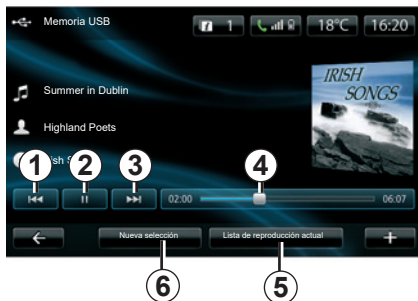 Memoria USB
1 18°C 16:20
IRISH
SONGS
Summer in Dublin
Highland Poets
1 2 3 4
02:00 06:07
Nueva selección Lista de reproducción actual +
6 5